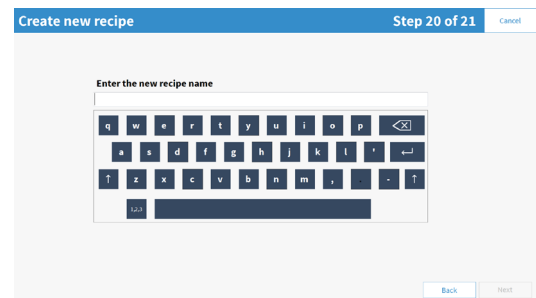 Create new recipe
Step 20 of 21
Cancel
Enter the new recipe name
q w e r t y u i o p
a s d f g h j k l '
↑ z x c v b n m , . - ↑
1,2,3
Back
Next